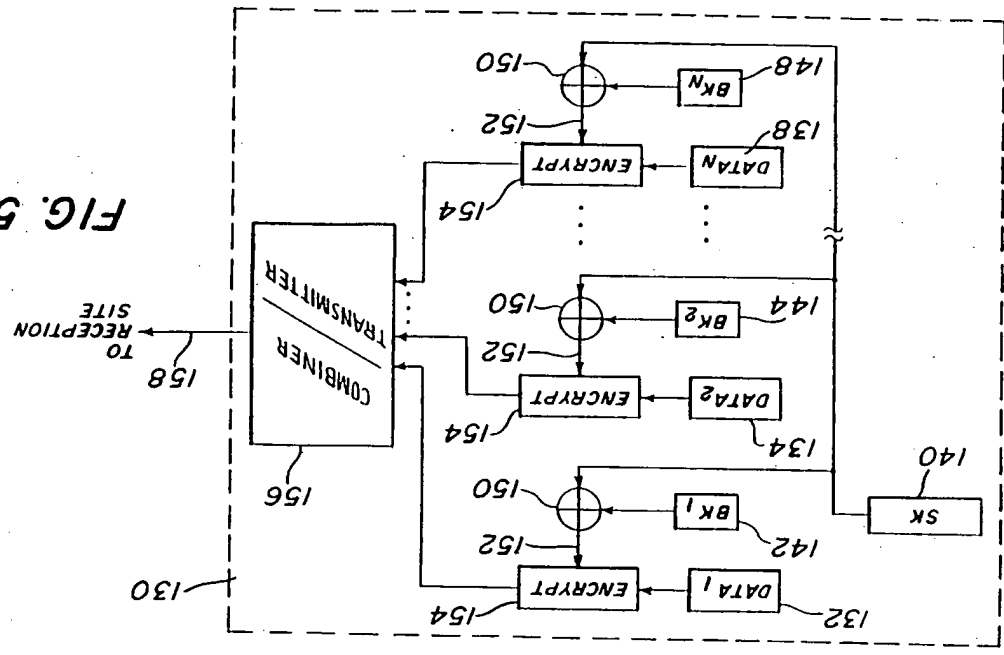 130
132
DATA1
154
ENCRYPT
152
142
BK1
150
140
SK
156
COMBINER
TRANSMITTER
158
TO
RECEPTION
SITE
134
DATA2
154
ENCRYPT
152
144
BK2
150
138
DATAN
154
ENCRYPT
152
148
BKN
150
FIG. 5